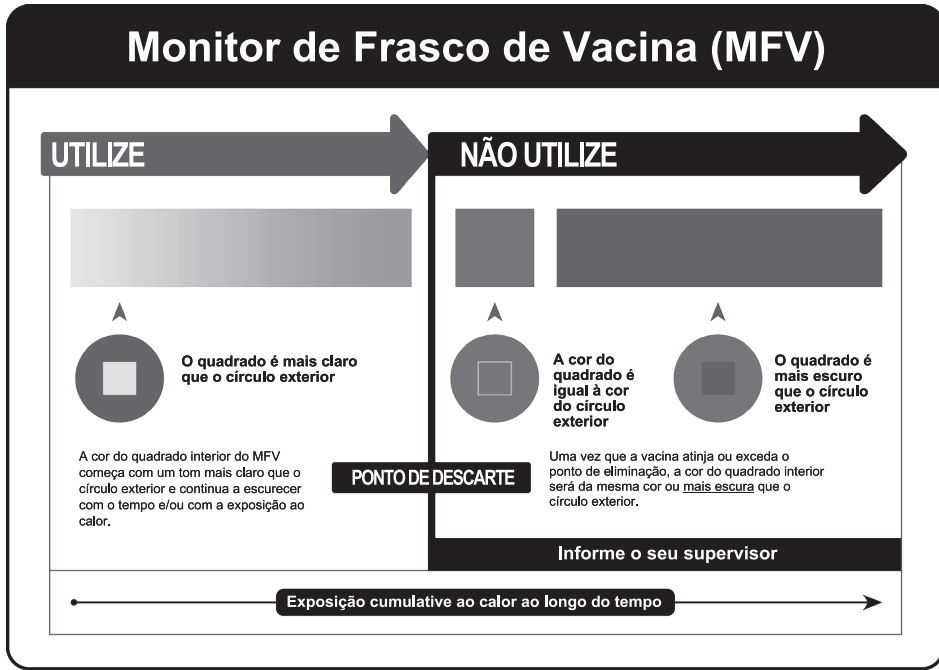 Monitor de Frasco de Vacina (MFV)
UTILIZE
NÃO UTILIZE
O quadrado é mais claro
que o círculo exterior
A cor do
quadrado é
igual à cor
do círculo
exterior
O quadrado é
mais escuro
que o círculo
exterior
A cor do quadrado interior do MFV
começa com um tom mais claro que o
círculo exterior e continua a escurecer
com o tempo e/ou com a exposição ao
calor.
PONTO DE DESCARTE
Uma vez que a vacina atinja ou exceda o
ponto de eliminação, a cor do quadrado interior
será da mesma cor ou mais escura que o
círculo exterior.
Informe o seu supervisor
Exposição cumulative ao calor ao longo do tempo